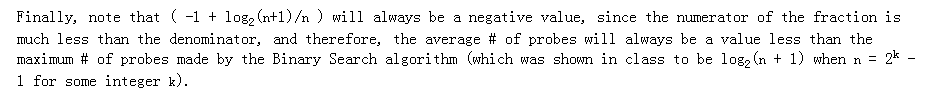 Finally, note that ( -1 + log₂(n+1)/n ) will always be a negative value, since the numerator of the fraction is
much less than the denominator, and therefore, the average # of probes will always be a value less than the
maximum # of probes made by the Binary Search algorithm (which was shown in class to be log₂(n + 1) when n = 2ᵏ -
1 for some integer k).